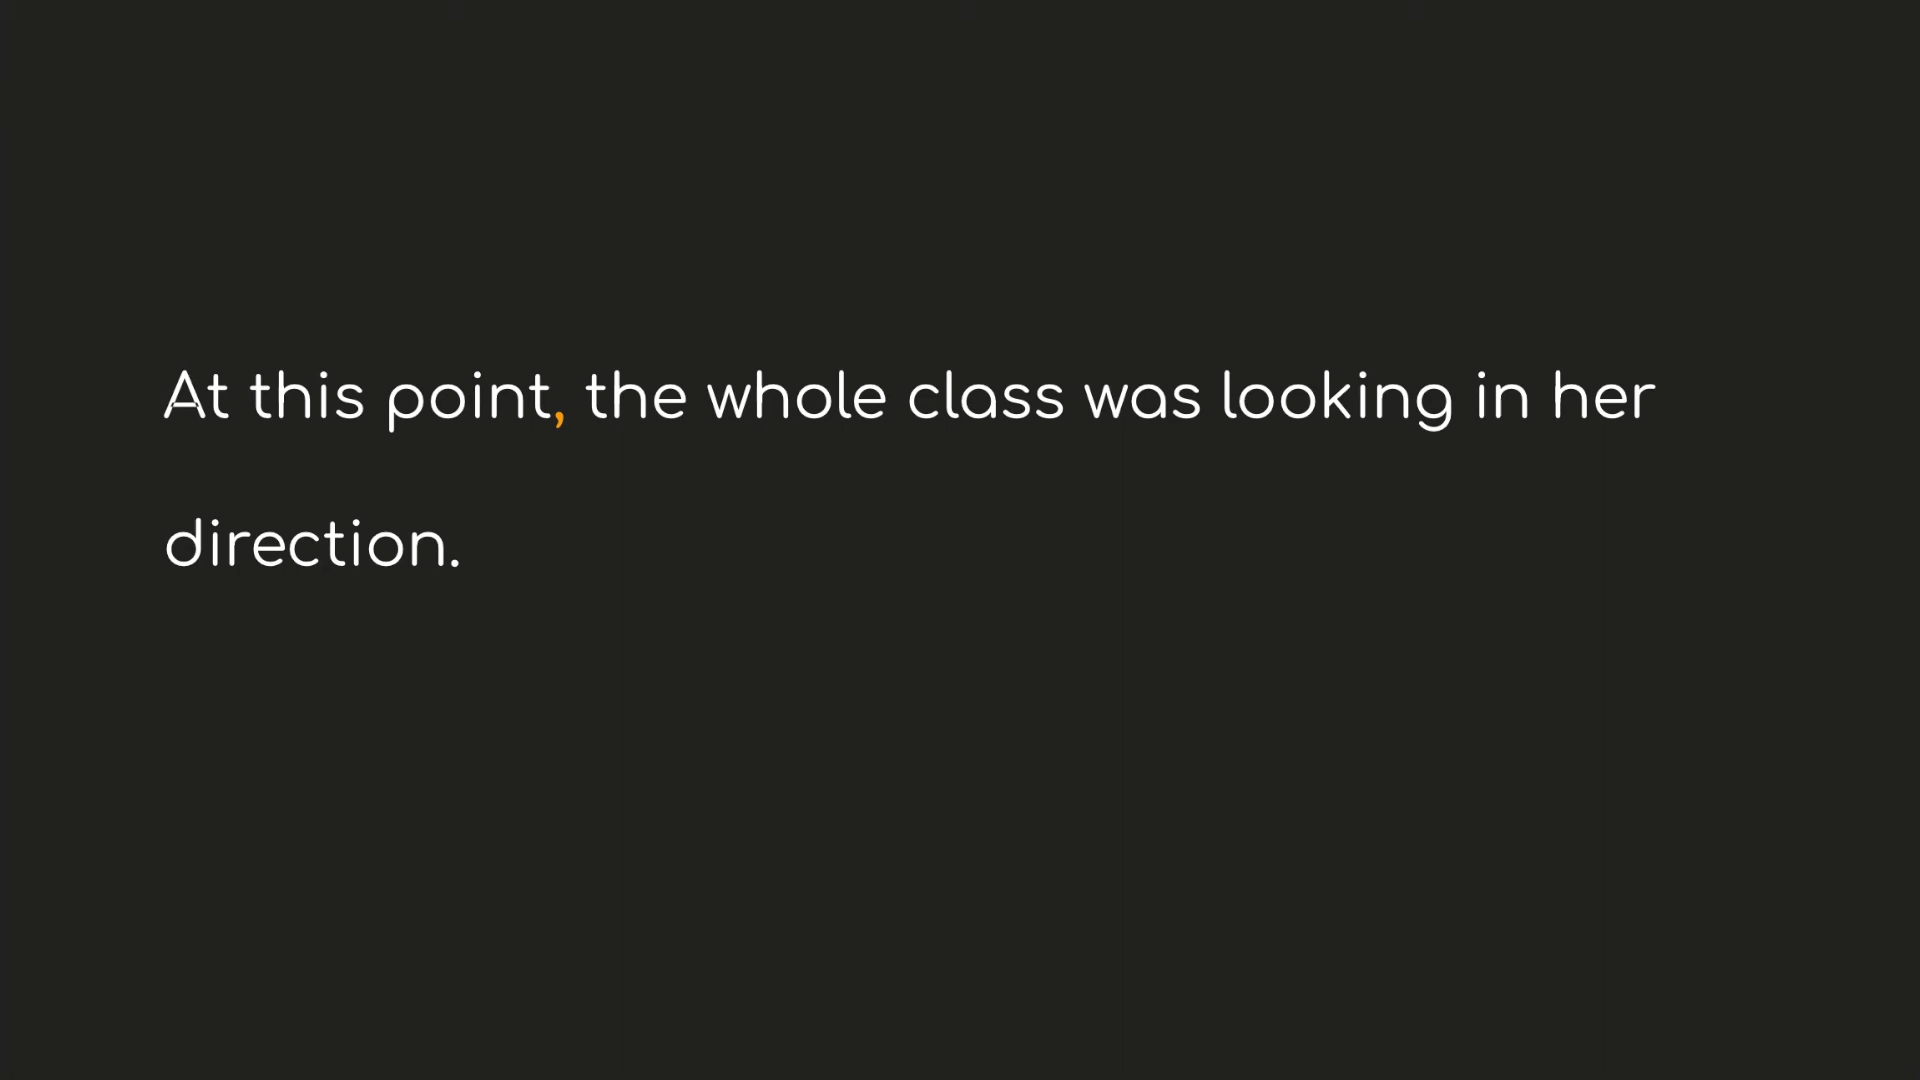 At this point, the whole class was looking in her
direction.